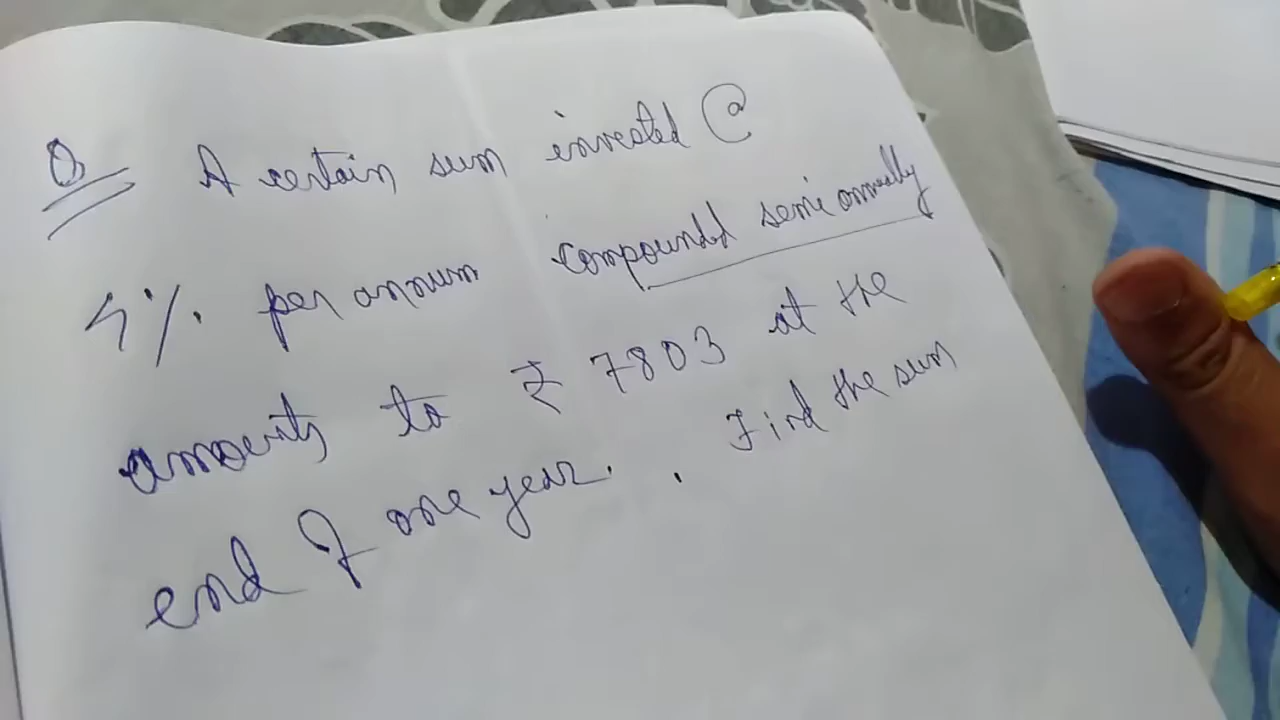 Q A certain sum invested @
4% per annum compounded semi annually
amounts to ₹ 7803 at the
end of one year. . Find the sum